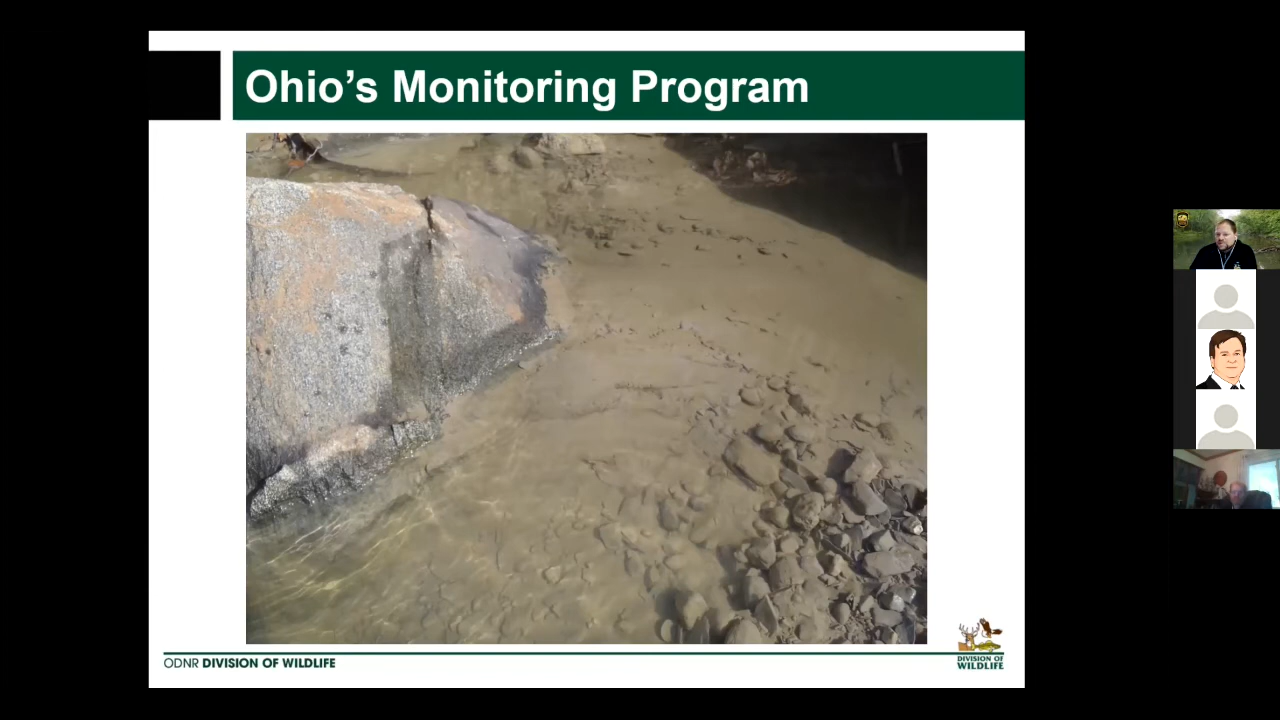 Ohio’s Monitoring Program
ODNR DIVISION OF WILDLIFE
DIVISION OF
WILDLIFE